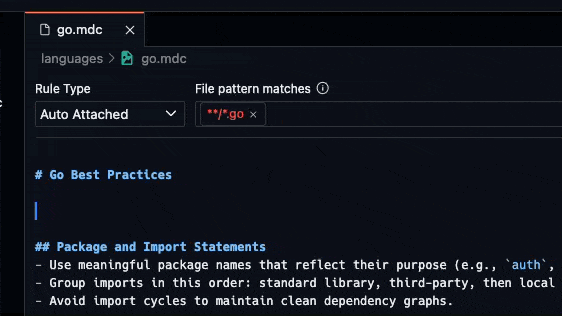 go.mdc
languages > go.mdc
Rule Type
File pattern matches
Auto Attached
**/*.go ×
# Go Best Practices
## Package and Import Statements
- Use meaningful package names that reflect their purpose (e.g., `auth`,
- Group imports in this order: standard library, third-party, then local
- Avoid import cycles to maintain clean dependency graphs.